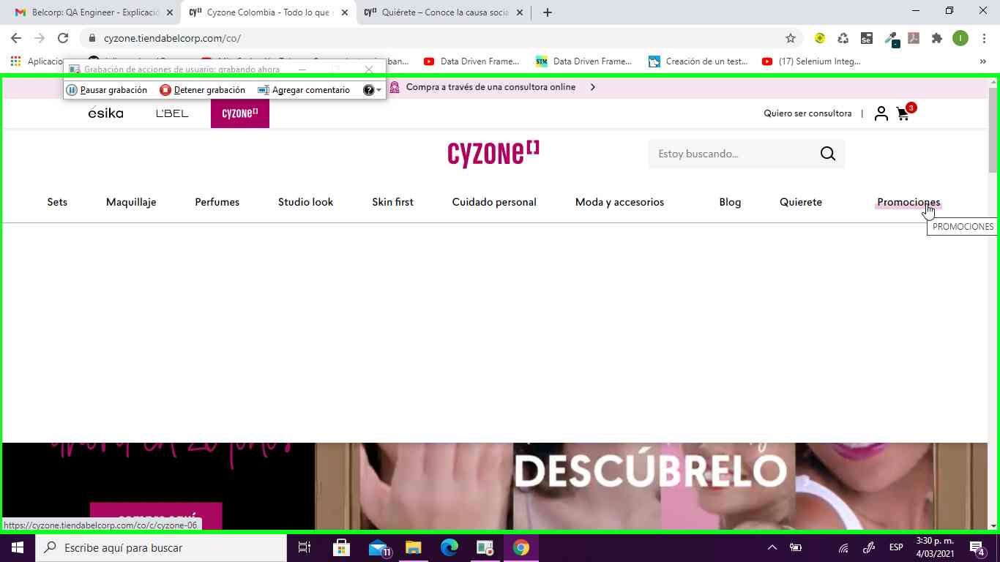 Belcorp: QA Engineer - Explicació
Cyzone Colombia - Todo lo que
Quiérete – Conoce la causa socia
cyzone.tiendabelcorp.com/co/
Aplicacio
ban...
Data Driven Frame...
Data Driven Frame...
Creación de un test...
(17) Selenium Integ...
Grabación de acciones de usuario: grabando ahora
Pausar grabación
Detener grabación
Agregar comentario
Compra a través de una consultora online
ésika
L'BEL
cyzone
Quiero ser consultora
|
3
cyzone
Estoy buscando...
Sets
Maquillaje
Perfumes
Studio look
Skin first
Cuidado personal
Moda y accesorios
Blog
Quierete
Promociones
PROMOCIONES
DESCÚBRELO
https://cyzone.tiendabelcorp.com/co/c/cyzone-06
Escribe aquí para buscar
11
ESP
3:30 p. m.
4/03/2021
4